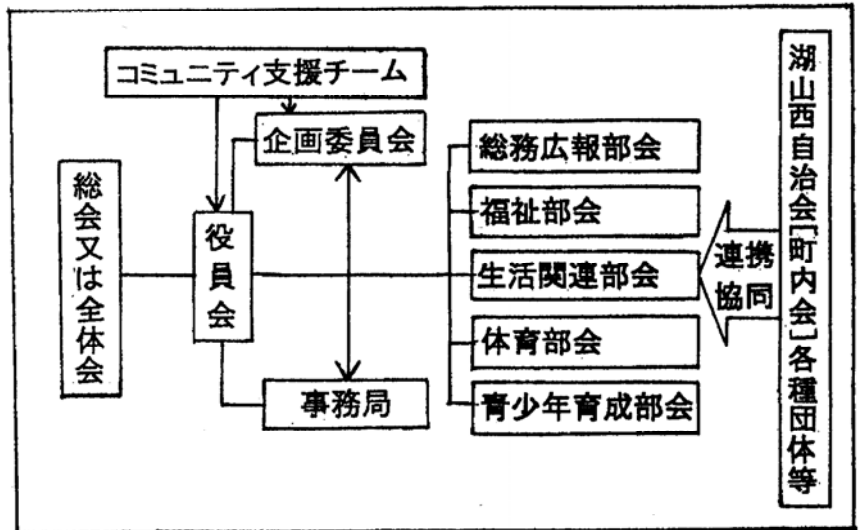 コミュニティ支援チーム
企画委員会
総会又は全体会
役員会
事務局
総務広報部会
福祉部会
生活関連部会
体育部会
青少年育成部会
連携
協同
湖山西自治会[町内会]各種団体等